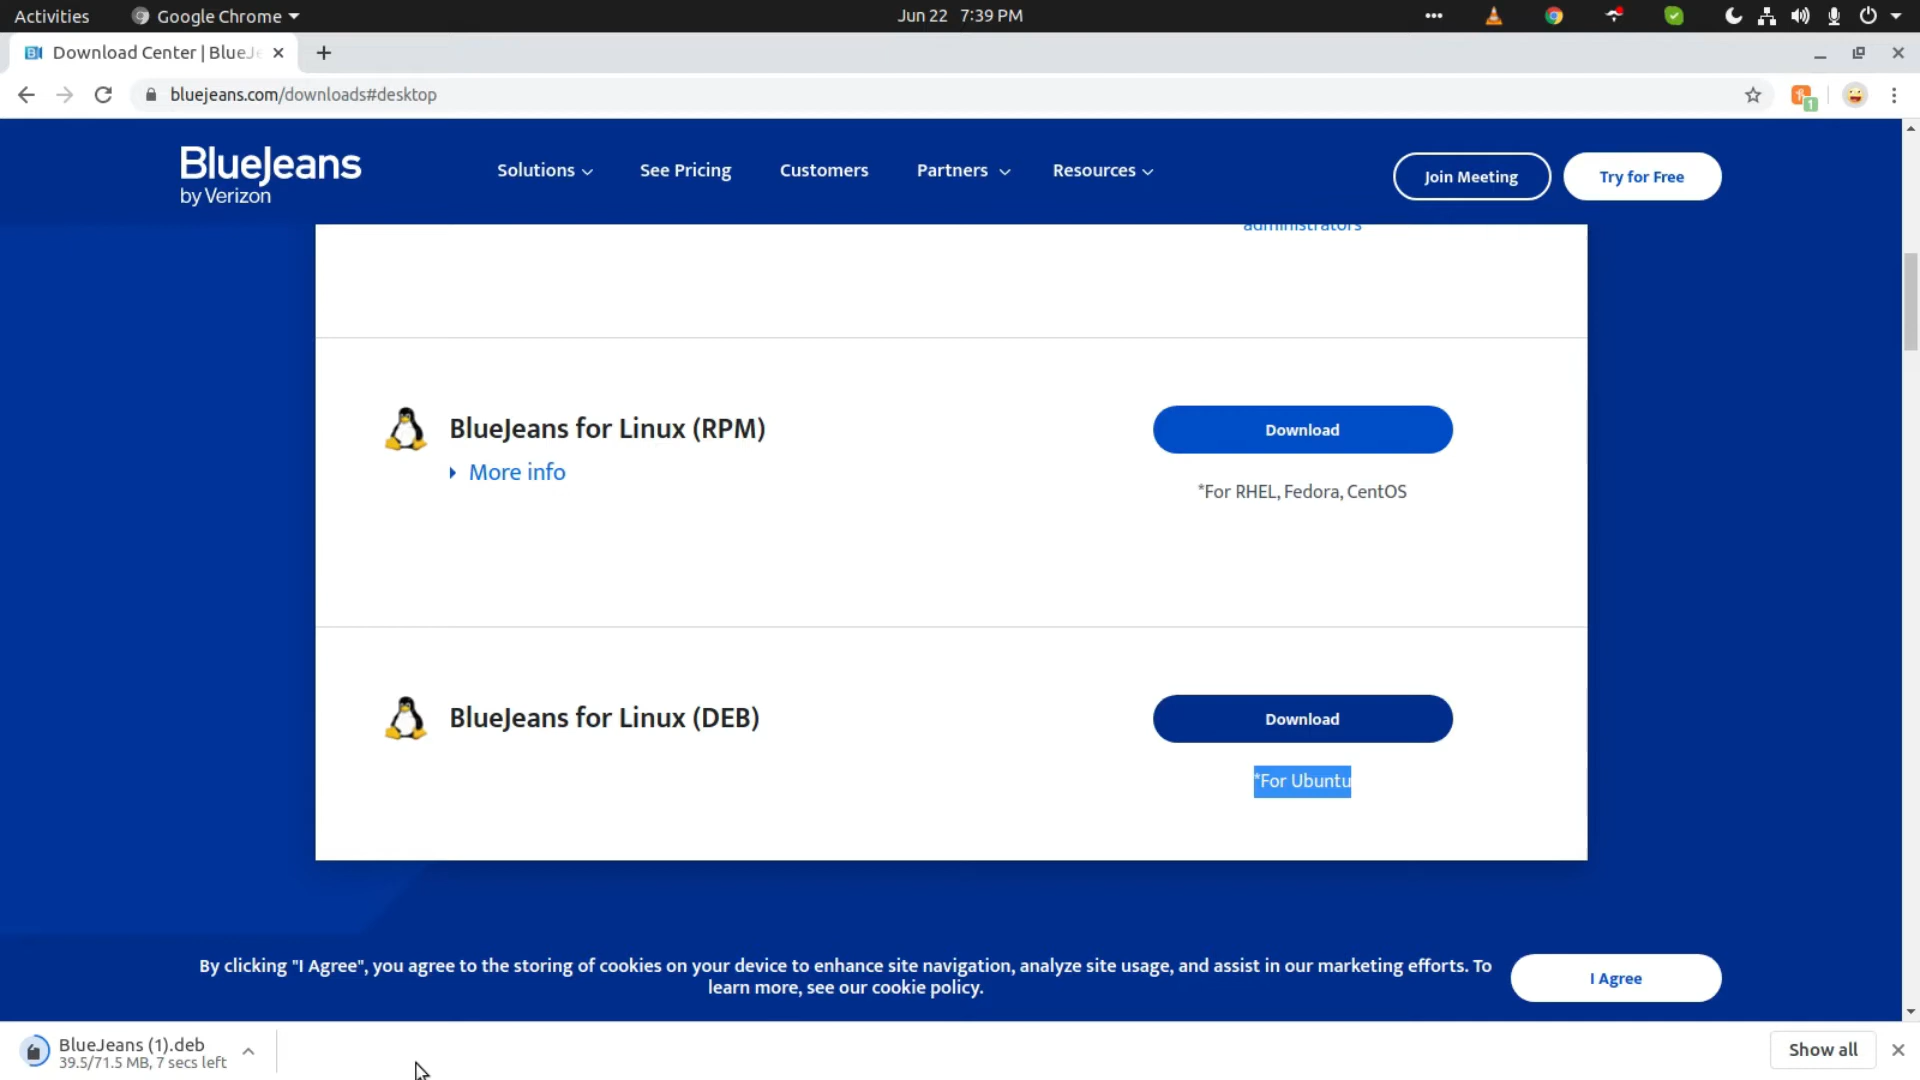 Activities
Google Chrome
Jun 22 7:39 PM
Download Center | BlueJe
bluejeans.com/downloads#desktop
1
BlueJeans
by Verizon
Solutions
See Pricing
Customers
Partners
Resources
Join Meeting
Try for Free
administrators
BlueJeans for Linux (RPM)
More info
Download
*For RHEL, Fedora, CentOS
BlueJeans for Linux (DEB)
Download
*For Ubuntu
By clicking "I Agree", you agree to the storing of cookies on your device to enhance site navigation, analyze site usage, and assist in our marketing efforts. To
learn more, see our cookie policy.
I Agree
BlueJeans (1).deb
39.5/71.5 MB, 7 secs left
Show all